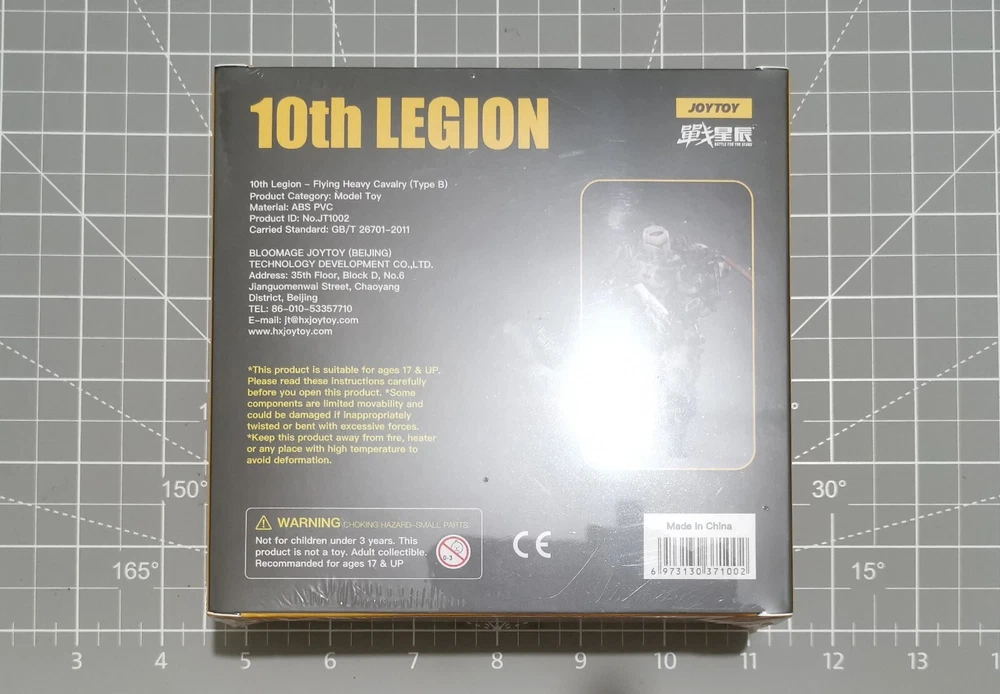 10th LEGION
JOYTOY
戰星辰
BATTLE FOR THE STARS
10th Legion - Flying Heavy Cavalry (Type B)
Product Category: Model Toy
Material: ABS PVC
Product ID: No.JT1002
Carried Standard: GB/T 26701-2011
BLOOMAGE JOYTOY (BEIJING)
TECHNOLOGY DEVELOPMENT CO.,LTD.
Address: 35th Floor, Block D, No.6
Jianguomenwai Street, Chaoyang
District, Beijing
TEL: 86-010-53357710
E-mail: jt@hxjoytoy.com
www.hxjoytoy.com
*This product is suitable for ages 17 & UP.
Please read these instructions carefully
before you open this product. *Some
components are limited movability and
could be damaged if inappropriately
twisted or bent with excessive forces.
*Keep this product away from fire, heater
or any place with high temperature to
avoid deformation.
WARNING CHOKING HAZARD-SMALL PARTS
Not for children under 3 years. This
product is not a toy. Adult collectible.
Recommanded for ages 17 & UP
0-3
CE
Made in China
6 973130 371002
150° 30°
165° 15°
3 4 5 6 7 8 9 10 11 12 13